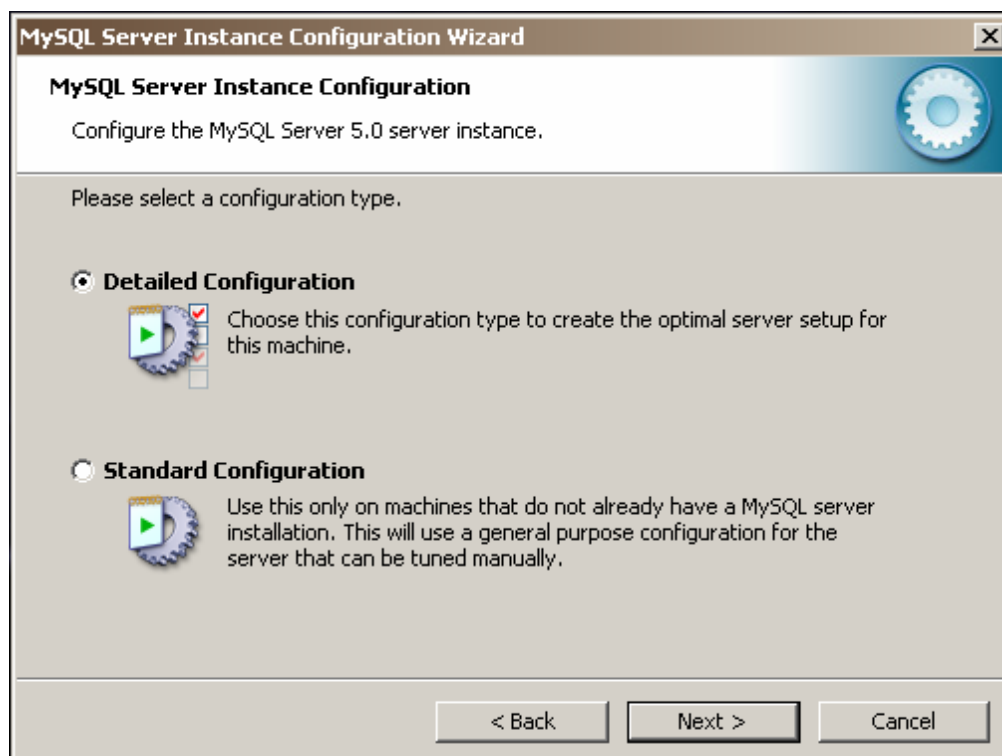 MySQL Server Instance Configuration Wizard
MySQL Server Instance Configuration
Configure the MySQL Server 5.0 server instance.
Please select a configuration type.
Detailed Configuration
Choose this configuration type to create the optimal server setup for
this machine.
Standard Configuration
Use this only on machines that do not already have a MySQL server
installation. This will use a general purpose configuration for the
server that can be tuned manually.
< Back
Next >
Cancel